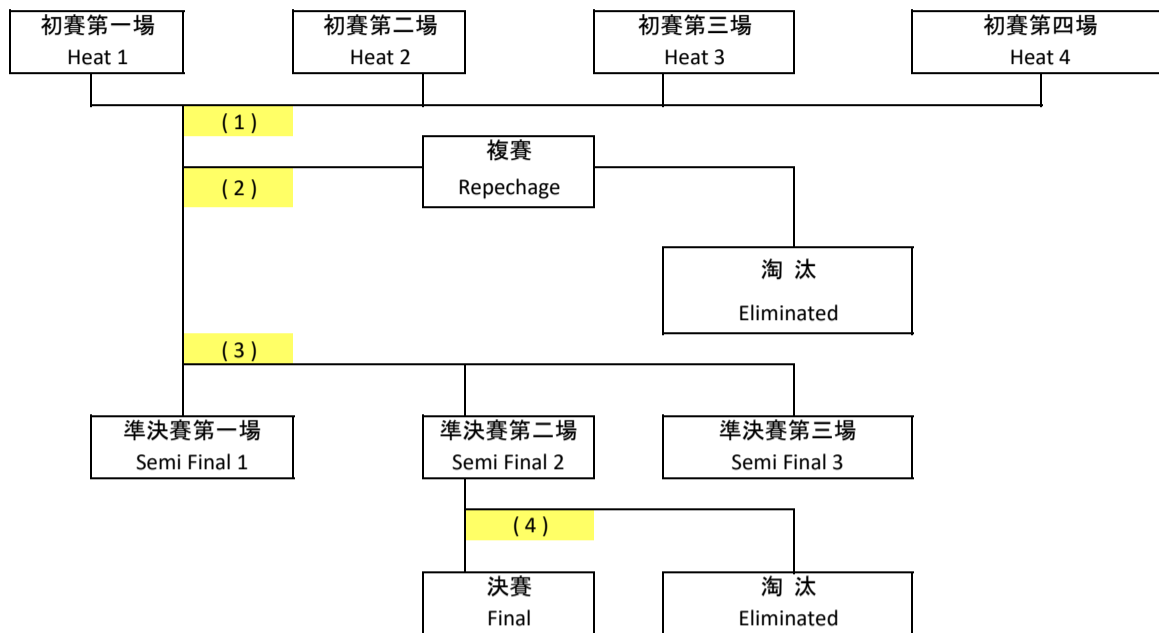 初賽第一場
Heat 1
初賽第二場
Heat 2
初賽第三場
Heat 3
初賽第四場
Heat 4
( 1 )
( 2 )
複賽
Repechage
淘 汰
Eliminated
( 3 )
準決賽第一場
Semi Final 1
準決賽第二場
Semi Final 2
準決賽第三場
Semi Final 3
( 4 )
決賽
Final
淘 汰
Eliminated